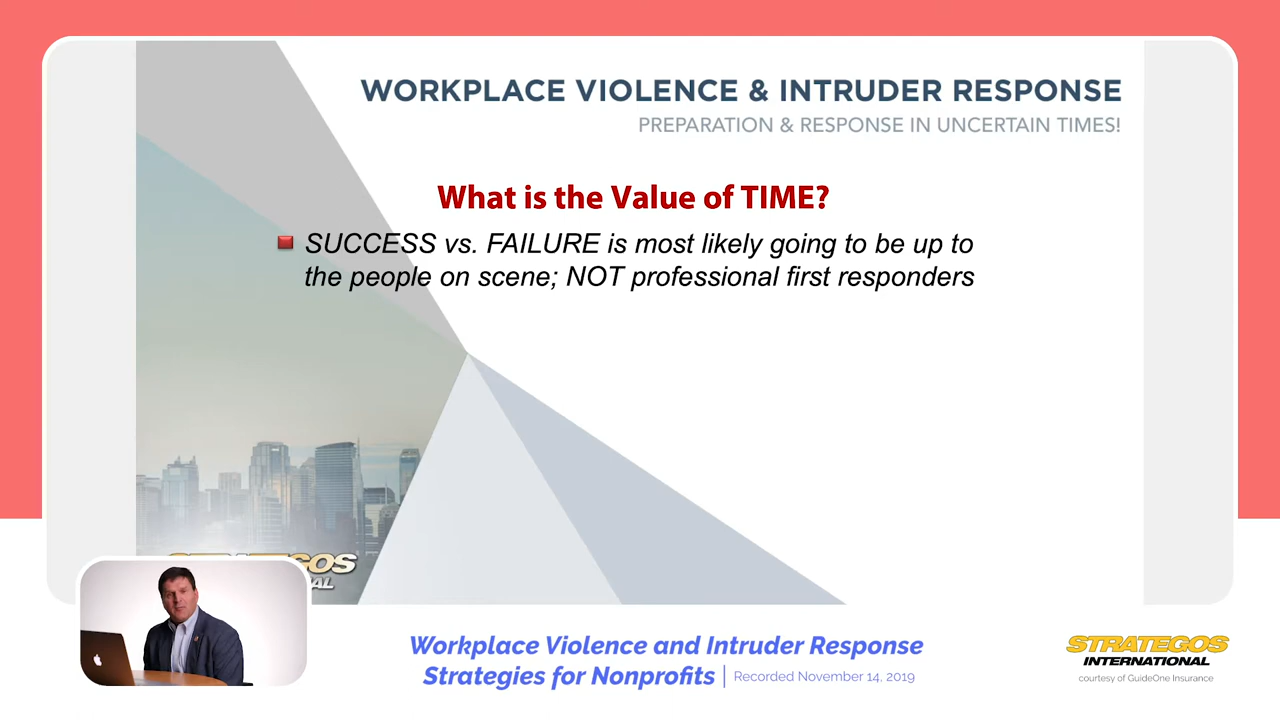 WORKPLACE VIOLENCE & INTRUDER RESPONSE
PREPARATION & RESPONSE IN UNCERTAIN TIMES!
What is the Value of TIME?
SUCCESS vs. FAILURE is most likely going to be up to
the people on scene; NOT professional first responders
Workplace Violence and Intruder Response
Strategies for Nonprofits | Recorded November 14, 2019
STRATEGOS
INTERNATIONAL
courtesy of GuideOne Insurance